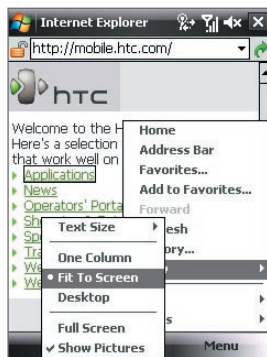 Internet Explorer
http://mobile.htc.com/
htc
Welcome to the H
Here's a selection
that work well on
Applications
News
Operators' Porta
Home
Address Bar
Favorites...
Add to Favorites...
Forward
esh
ory...
Text Size
One Column
Fit To Screen
Desktop
Full Screen
Show Pictures
s
Menu